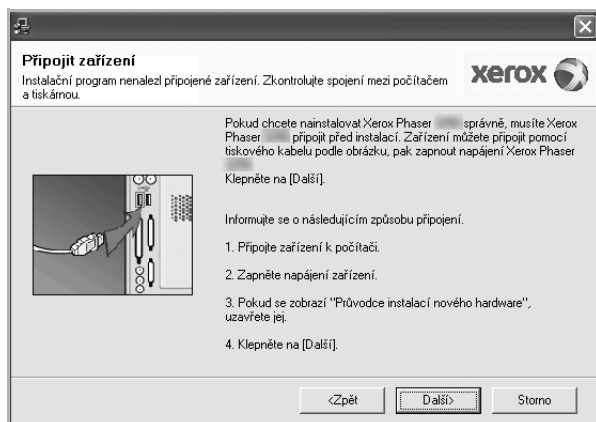 Připojit zařízení
Instalační program nenalezl připojené zařízení. Zkontrolujte spojení mezi počítačem
a tiskárnou.
xerox
Pokud chcete nainstalovat Xerox Phaser správně, musíte Xerox
Phaser připojit před instalací. Zařízení můžete připojit pomocí
tiskového kabelu podle obrázku, pak zapnout napájení Xerox Phaser
Klepněte na [Další].
Informujte se o následujícím způsobu připojení.
1. Připojte zařízení k počítači.
2. Zapněte napájení zařízení.
3. Pokud se zobrazí "Průvodce instalací nového hardware",
uzavřete jej.
4. Klepněte na [Další].
<Zpět
Další>
Storno